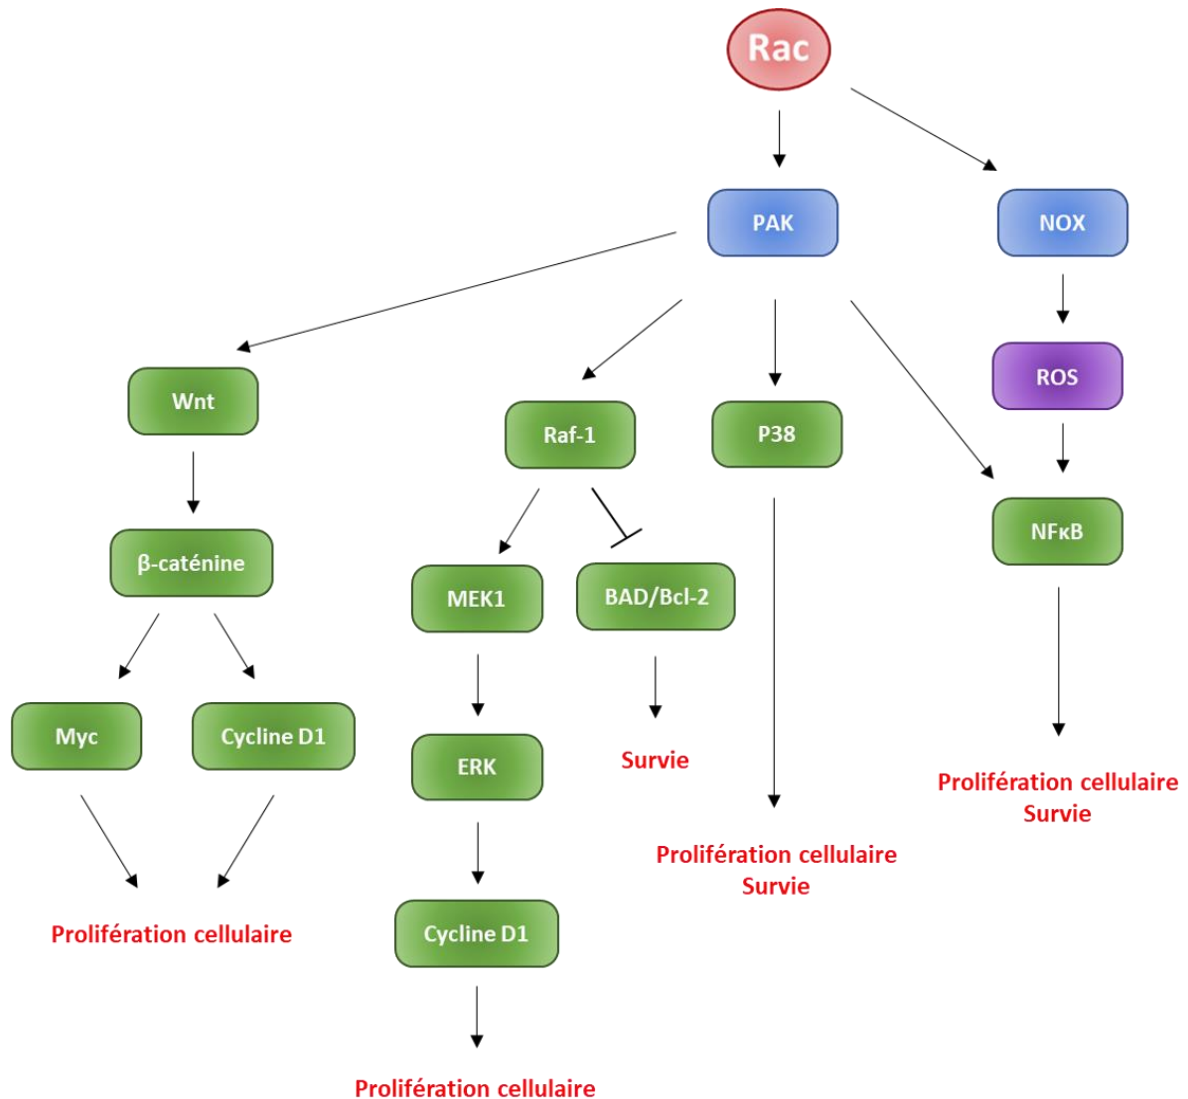 Rac
PAK
NOX
ROS
Wnt
Raf-1
P38
NFκB
β-caténine
MEK1
BAD/Bcl-2
Myc
Cycline D1
ERK
Survie
Prolifération cellulaire
Survie
Prolifération cellulaire
Survie
Prolifération cellulaire
Cycline D1
Prolifération cellulaire